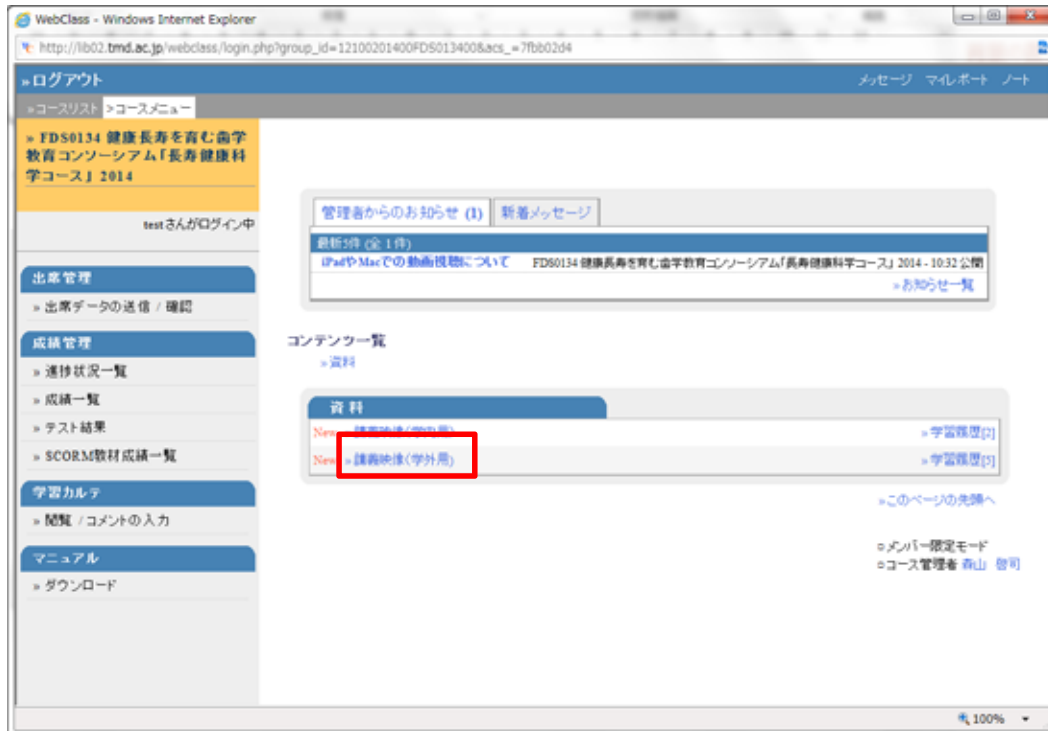 WebClass - Windows Internet Explorer
http://lib02.tmd.ac.jp/webclass/login.php?group_id=12100201400FDS013400&acs_=7fbb02d4
»ログアウト
メッセージ マイレポート ノート
»コースリスト >コースメニュー
» FDS0134 健康長寿を育む歯学
教育コンソーシアム「長寿健康科
学コース」 2014
testさんがログイン中
管理者からのお知らせ (1) 新着メッセージ
最新5件 (全 1 件)
iPadやMacでの動画視聴について FDS0134 健康長寿を育む歯学教育コンソーシアム「長寿健康科学コース」 2014 - 10:32 公開
»お知らせ一覧
出席管理
» 出席データの送信 / 確認
成績管理
» 進捗状況一覧
» 成績一覧
» テスト結果
» SCORM教材成績一覧
学習カルテ
» 閲覧 / コメントの入力
マニュアル
» ダウンロード
コンテンツ一覧
» 資料
資料
New » 講義映像(学内用) » 学習履歴[2]
New » 講義映像(学外用) » 学習履歴[5]
»このページの先頭へ
○メンバー限定モード
○コース管理者 森山 啓司
100%